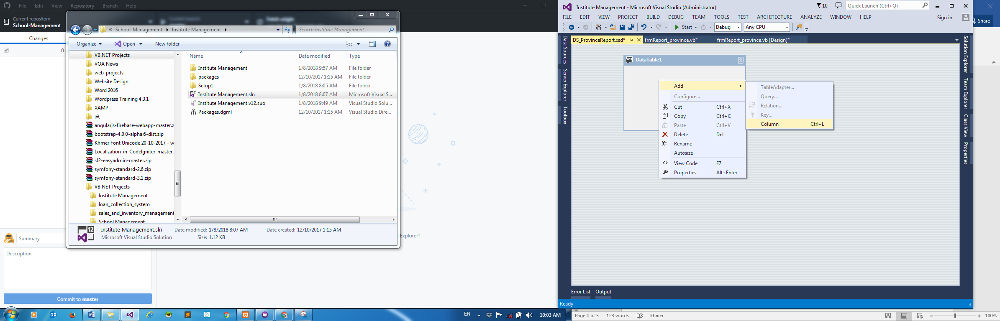 File Edit View Repository Branch Help
Current repository
School-Management
Changes
0
Summary
Description
Commit to master
Explorer?
« School-Management Institute Management
Search Institute Management
Organize Open New folder
VB.NET Projects
VOA News
web_projects
Website Design
Word 2016
Wordpress Training 4.3.1
XAMP
angularjs-firebase-webapp-master.z
bootstrap-4.0.0-alpha.6-dist.zip
Khmer Font Unicode 20-10-2017 - w
Localization-in-CodeIgniter-master.
sf2-easyadmin-master.zip
symfony-standard-2.6.zip
symfony-standard-3.1.zip
VB.NET Projects
Institute Management
loan_collection_system
sales_and_inventory_management
School Management
Name Date modified Type
Institute Management 1/8/2018 9:57 AM File folder
packages 12/10/2017 1:15 AM File folder
Setup1 1/8/2018 8:05 AM File folder
Institute Management.sln 1/8/2018 8:07 AM Microsoft Visual S...
Institute Management.v12.suo 1/8/2018 9:49 AM Visual Studio Solu...
Packages.dgml 12/10/2017 1:15 AM Visual Studio Dire...
12
Institute Management.sln Date modified: 1/8/2018 8:07 AM Date created: 12/10/2017 1:15 AM
Microsoft Visual Studio Solution Size: 1.12 KB
Institute Management - Microsoft Visual Studio (Administrator)
10
Quick Launch (Ctrl+Q)
FILE EDIT VIEW PROJECT BUILD DEBUG TEAM TOOLS TEST ARCHITECTURE ANALYZE WINDOW HELP
Sign in
Share
Start Debug Any CPU
DS_ProvinceReport.xsd* frmReport_province.vb* frmReport_province.vb [Design]*
Data Sources
Server Explorer
Toolbox
DataTable1
Add
Configure...
Cut Ctrl+X
Copy Ctrl+C
Paste Ctrl+V
Delete Del
Rename
Autosize
View Code F7
Properties Alt+Enter
TableAdapter...
Query...
Relation...
Key...
Column Ctrl+L
Solution Explorer
Team Explorer
Class View
Properties
Error List Output
Ready
EN
10:03 AM
Page 4 of 5 123 words Khmer
100%